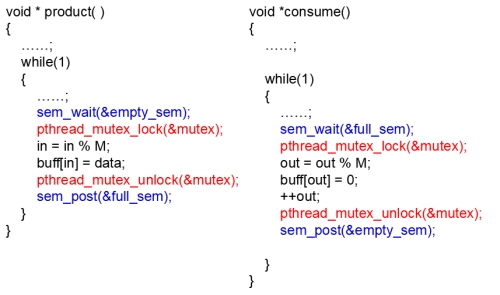 void * product( )
{
……;
while(1)
{
……;
sem_wait(&empty_sem);
pthread_mutex_lock(&mutex);
in = in % M;
buff[in] = data;
pthread_mutex_unlock(&mutex);
sem_post(&full_sem);
}
}
void *consume()
{
……;
while(1)
{
……;
sem_wait(&full_sem);
pthread_mutex_lock(&mutex);
out = out % M;
buff[out] = 0;
++out;
pthread_mutex_unlock(&mutex);
sem_post(&empty_sem);
}
}